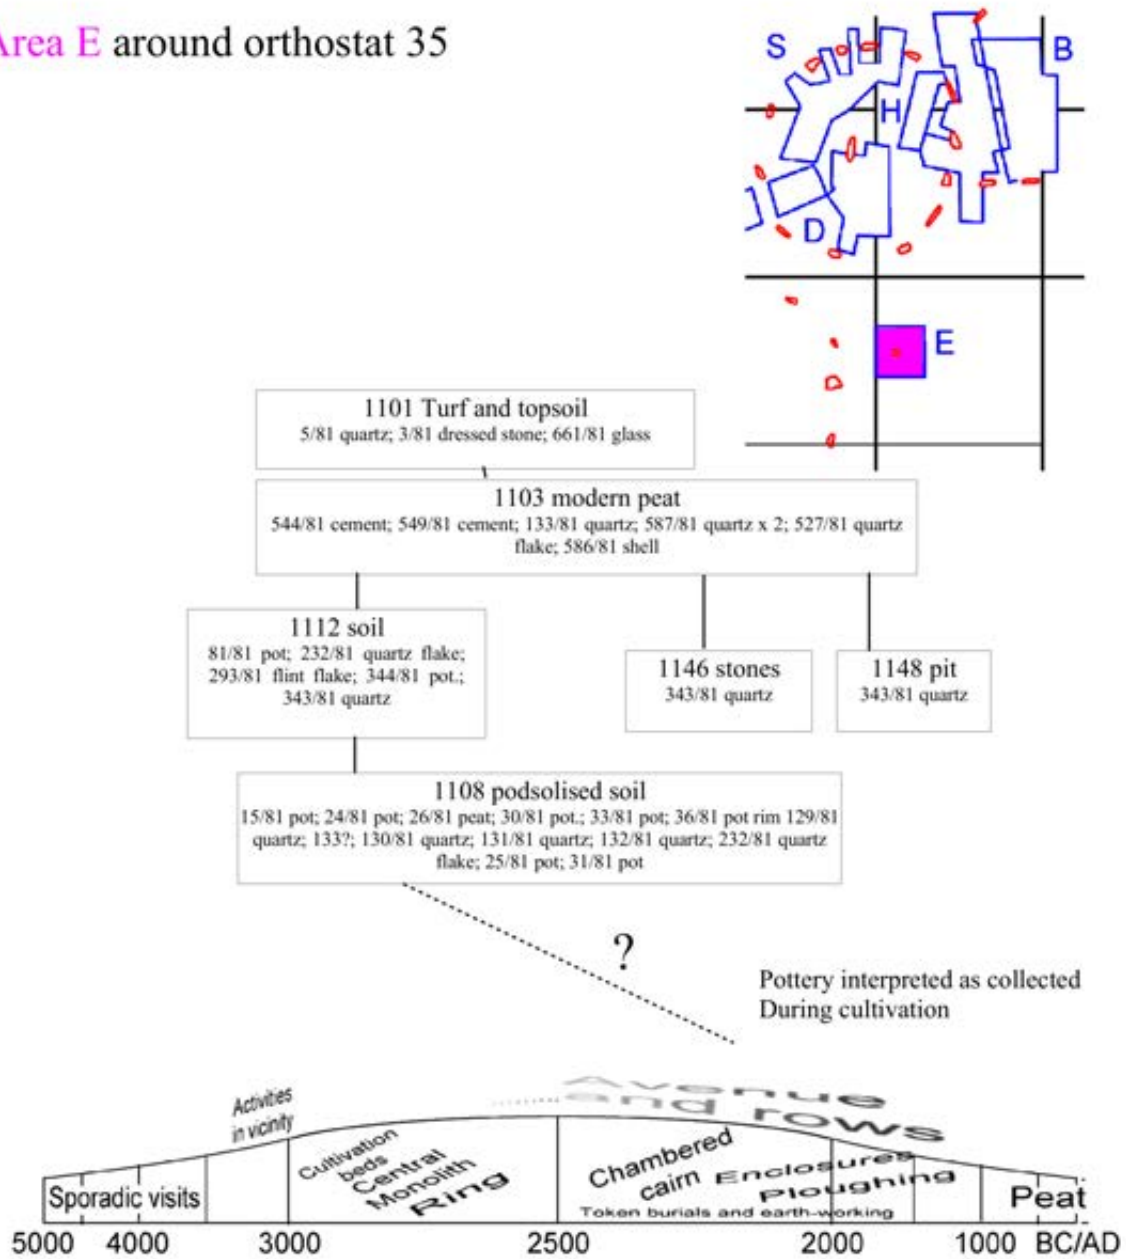 Area E around orthostat 35
S
B
H
D
E
1101 Turf and topsoil
5/81 quartz; 3/81 dressed stone; 661/81 glass
1103 modern peat
544/81 cement; 549/81 cement; 133/81 quartz; 587/81 quartz x 2; 527/81 quartz
flake; 586/81 shell
1112 soil
81/81 pot; 232/81 quartz flake;
293/81 flint flake; 344/81 pot.;
343/81 quartz
1146 stones
343/81 quartz
1148 pit
343/81 quartz
1108 podsolised soil
15/81 pot; 24/81 pot; 26/81 peat; 30/81 pot.; 33/81 pot; 36/81 pot rim 129/81
quartz; 133?; 130/81 quartz; 131/81 quartz; 132/81 quartz; 232/81 quartz
flake; 25/81 pot; 31/81 pot
?
Pottery interpreted as collected
During cultivation
Avenue
and rows
Activities
in vicinity
Sporadic visits
Cultivation
beds
Central
Monolith
Ring
Chambered
cairn
Enclosures
Ploughing
Token burials and earth-working
Peat
5000 4000 3000 2500 2000 1000 BC/AD